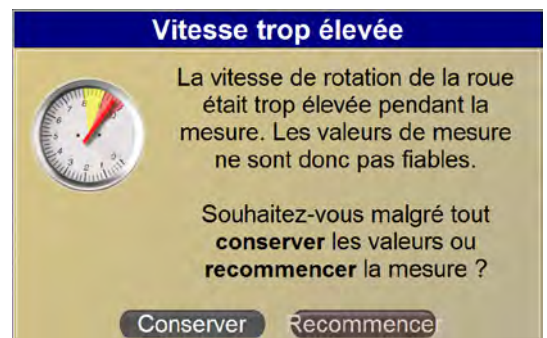 Vitesse trop élevée
La vitesse de rotation de la roue
était trop élevée pendant la
mesure. Les valeurs de mesure
ne sont donc pas fiables.
Souhaitez-vous malgré tout
conserver les valeurs ou
recommencer la mesure ?
Conserver Recommencer